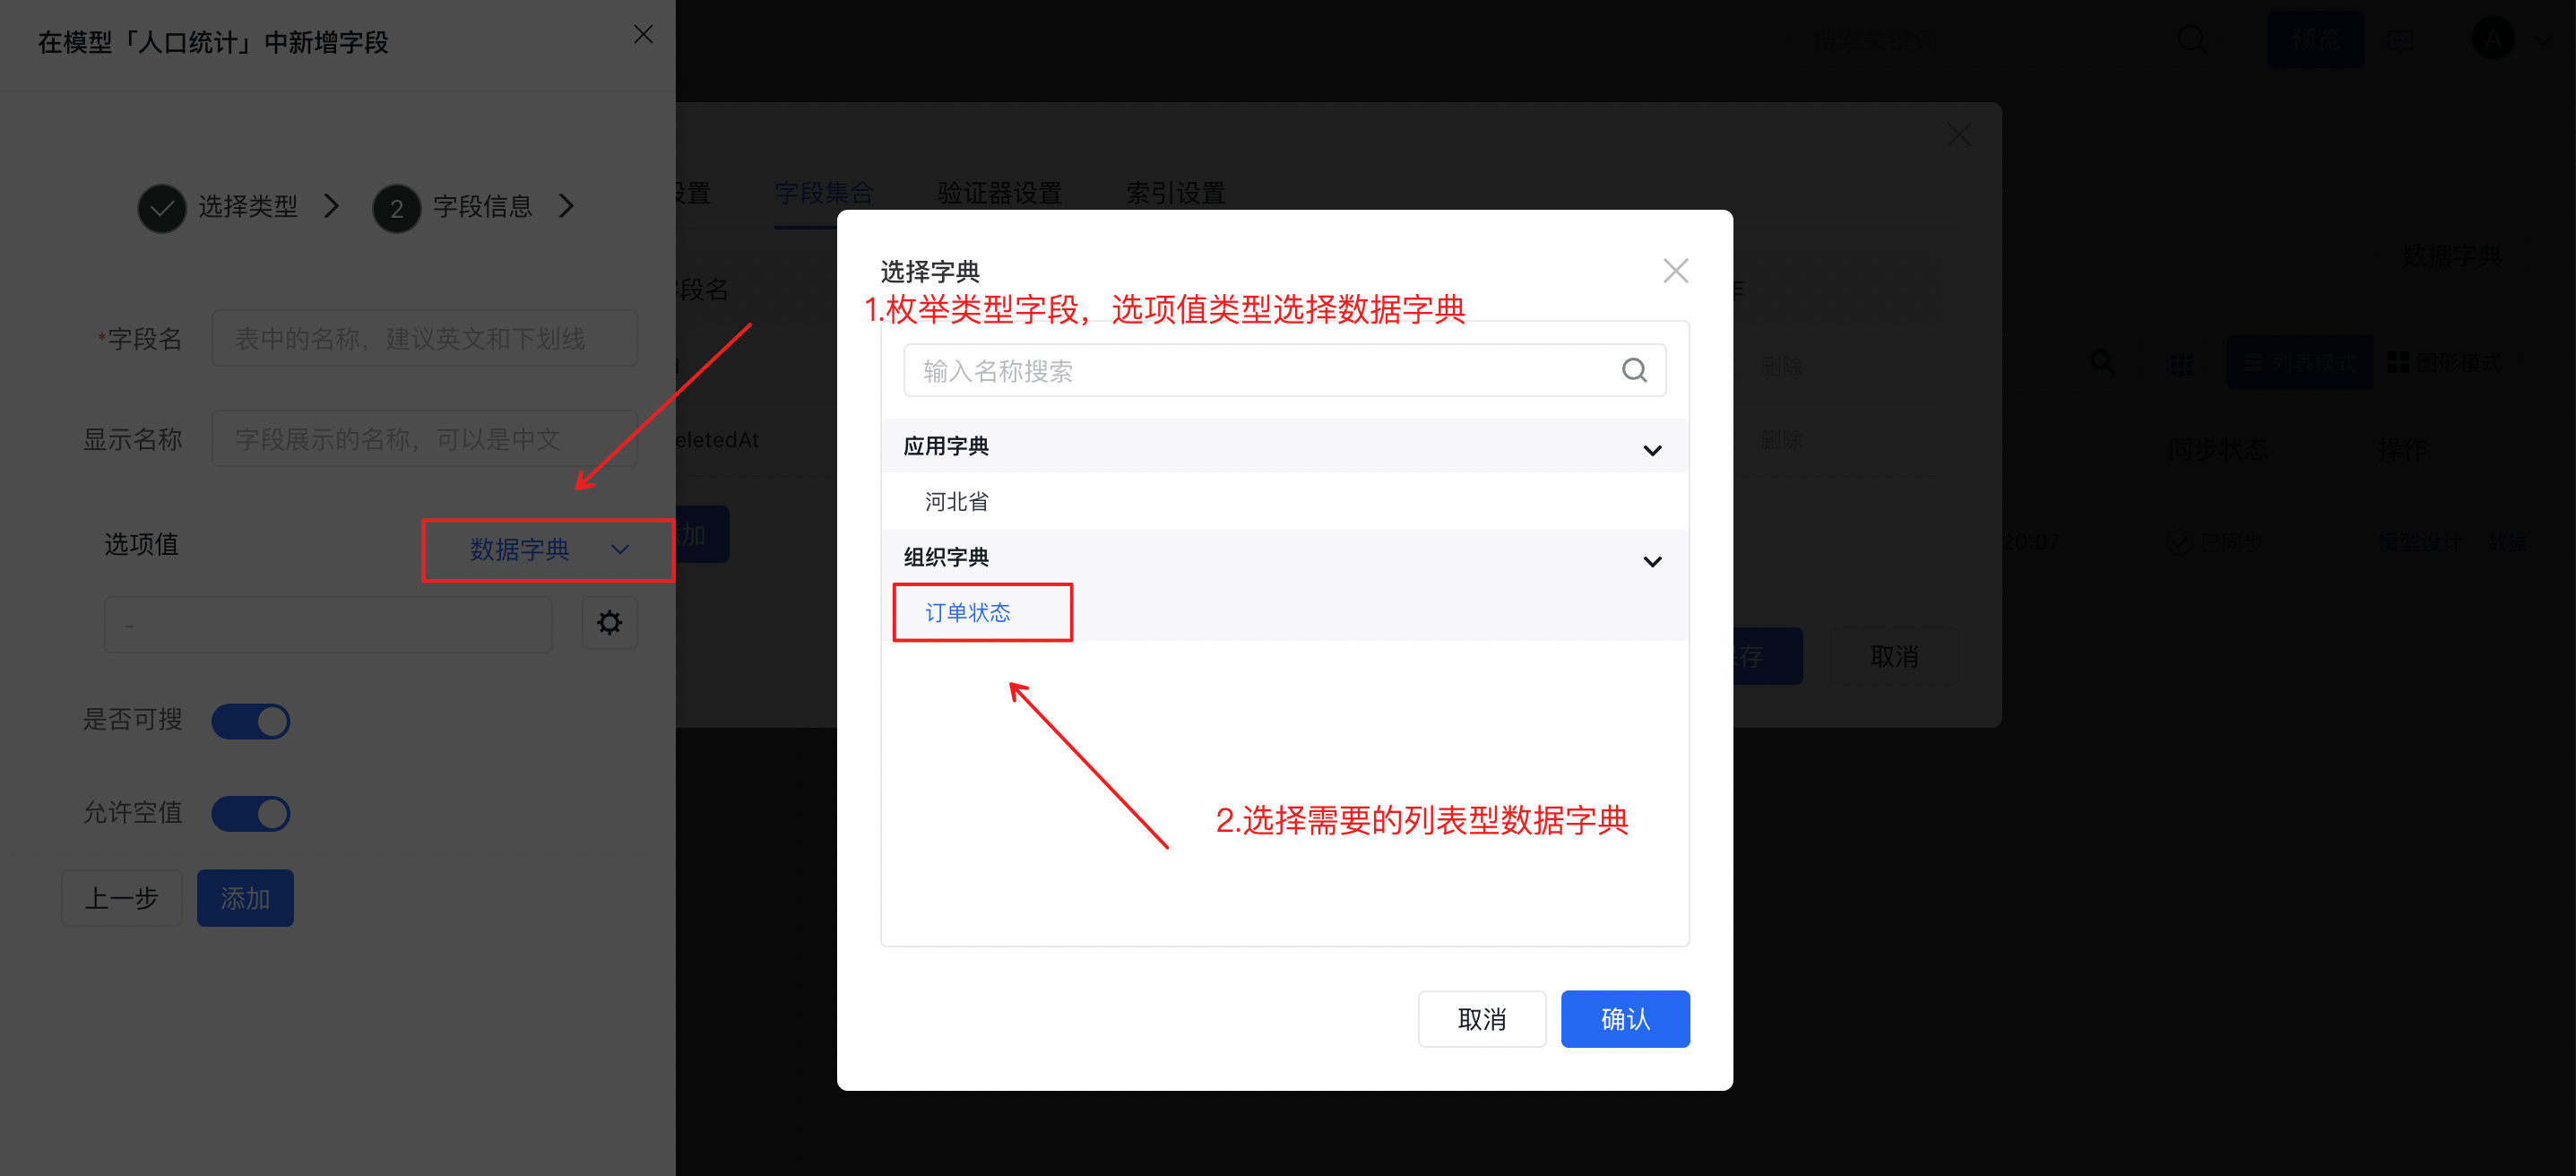 在模型「人口统计」中新增字段
选择类型
2 字段信息
*字段名
表中的名称，建议英文和下划线
显示名称
字段展示的名称，可以是中文
选项值
数据字典
-
是否可搜
允许空值
上一步
添加
预览
A
字段集合
验证器设置
索引设置
eletedAt
删除
删除
取消
数据字典
列表模式
图形模式
同步状态
操作
20:07
已同步
模型设计
数据
选择字典
1.枚举类型字段，选项值类型选择数据字典
输入名称搜索
应用字典
河北省
组织字典
订单状态
2.选择需要的列表型数据字典
取消
确认